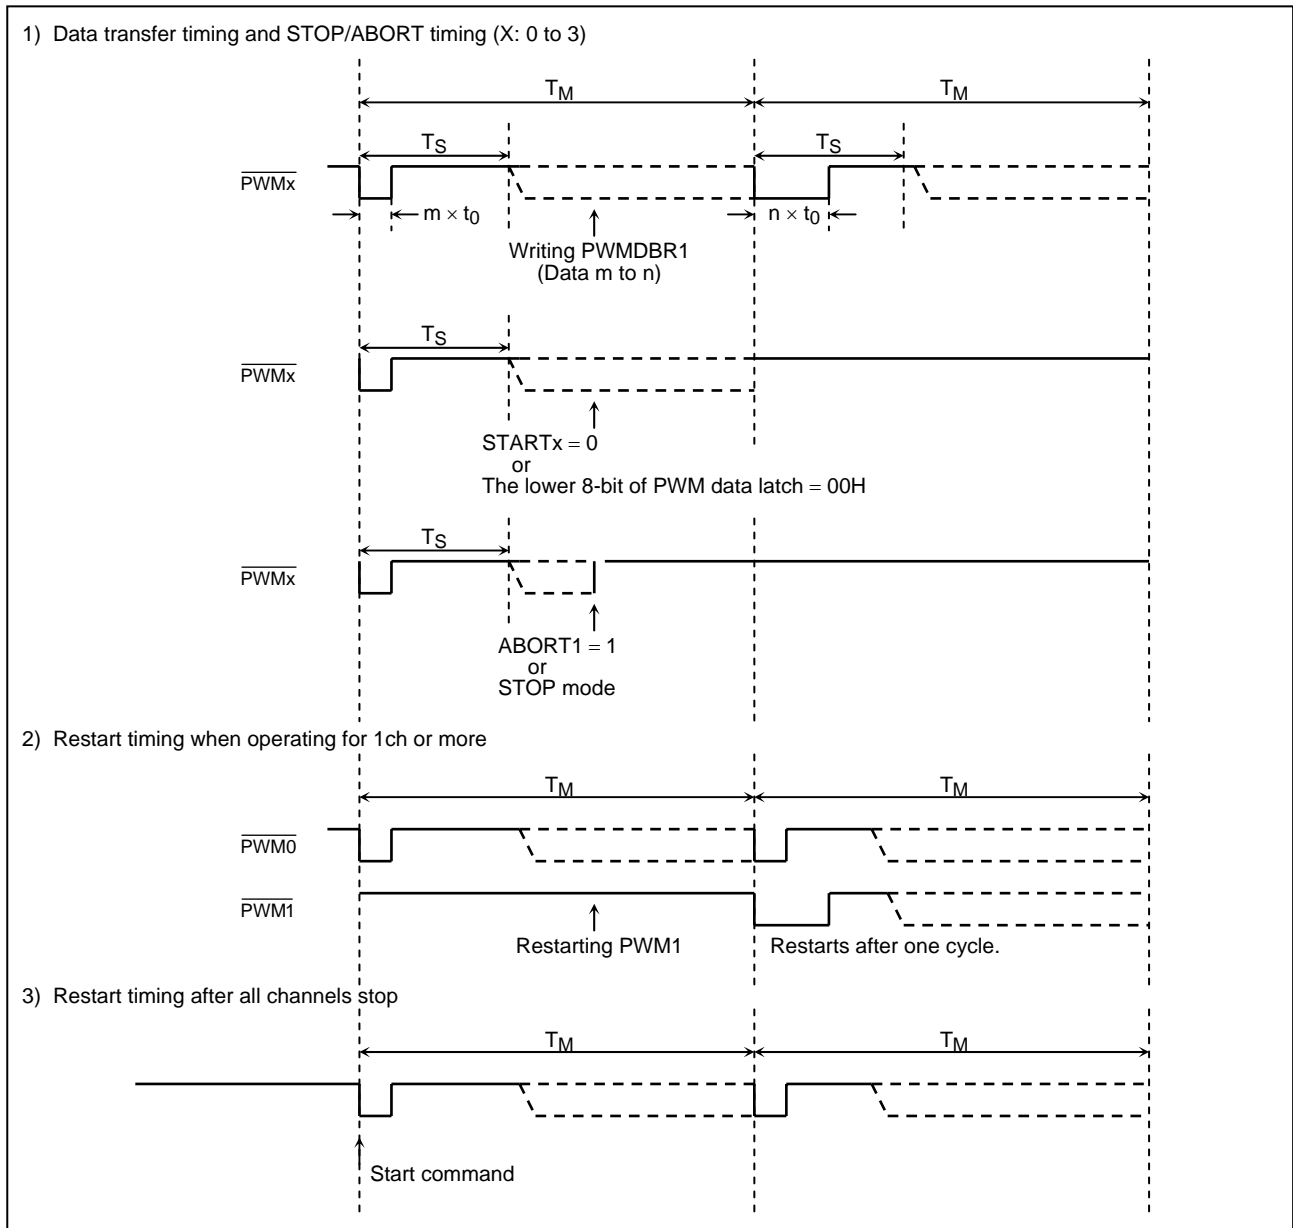 1) Data transfer timing and STOP/ABORT timing (X: 0 to 3)
TM TM
TS TS
PWMx
m × t0 n × t0
Writing PWMDBR1
(Data m to n)
TS
PWMx
STARTx = 0
or
The lower 8-bit of PWM data latch = 00H
TS
PWMx
ABORT1 = 1
or
STOP mode
2) Restart timing when operating for 1ch or more
TM TM
PWM0
PWM1
Restarting PWM1 Restarts after one cycle.
3) Restart timing after all channels stop
TM TM
Start command